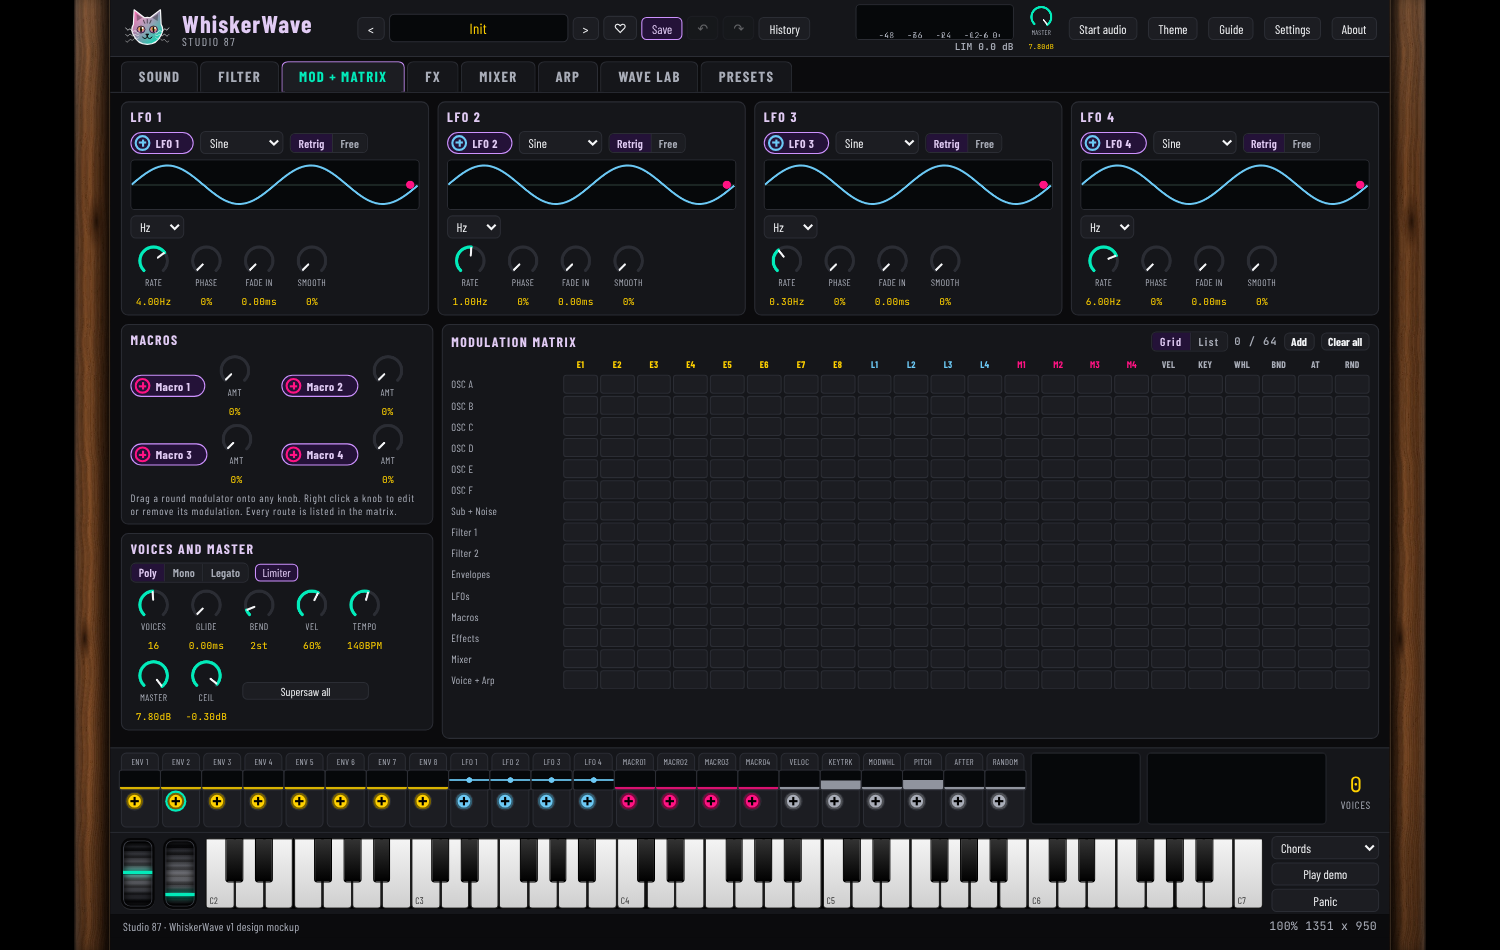 WhiskerWave
STUDIO 87
<
Init
>
Save
History
LIM 0.0 dB
MASTER
7.80dB
Start audio
Theme
Guide
Settings
About
SOUND
FILTER
MOD + MATRIX
FX
MIXER
ARP
WAVE LAB
PRESETS
LFO 1
LFO 1
Sine
Retrig
Free
Hz
RATE
PHASE
FADE IN
SMOOTH
4.00Hz
0%
0.00ms
0%
LFO 2
LFO 2
Sine
Retrig
Free
Hz
RATE
PHASE
FADE IN
SMOOTH
1.00Hz
0%
0.00ms
0%
LFO 3
LFO 3
Sine
Retrig
Free
Hz
RATE
PHASE
FADE IN
SMOOTH
0.30Hz
0%
0.00ms
0%
LFO 4
LFO 4
Sine
Retrig
Free
Hz
RATE
PHASE
FADE IN
SMOOTH
6.00Hz
0%
0.00ms
0%
MACROS
Macro 1
AMT
0%
Macro 2
AMT
0%
Macro 3
AMT
0%
Macro 4
AMT
0%
Drag a round modulator onto any knob. Right click a knob to edit
or remove its modulation. Every route is listed in the matrix.
VOICES AND MASTER
Poly
Mono
Legato
Limiter
VOICES
GLIDE
BEND
VEL
TEMPO
16
0.00ms
2st
60%
140BPM
MASTER
CEIL
7.80dB
-0.30dB
Supersaw all
MODULATION MATRIX
Grid
List
0 / 64
Add
Clear all
E1 E2 E3 E4 E5 E6 E7 E8 L1 L2 L3 L4 M1 M2 M3 M4 VEL KEY WHL BND AT RND
OSC A
OSC B
OSC C
OSC D
OSC E
OSC F
Sub + Noise
Filter 1
Filter 2
Envelopes
LFOs
Macros
Effects
Mixer
Voice + Arp
ENV 1 ENV 2 ENV 3 ENV 4 ENV 5 ENV 6 ENV 7 ENV 8 LFO 1 LFO 2 LFO 3 LFO 4 MACRO1 MACRO2 MACRO3 MACRO4 VELOC KEYTRK MODWHL PITCH AFTER RANDOM
0
VOICES
C2 C3 C4 C5 C6 C7
Chords
Play demo
Panic
Studio 87 · WhiskerWave v1 design mockup
100% 1351 x 950